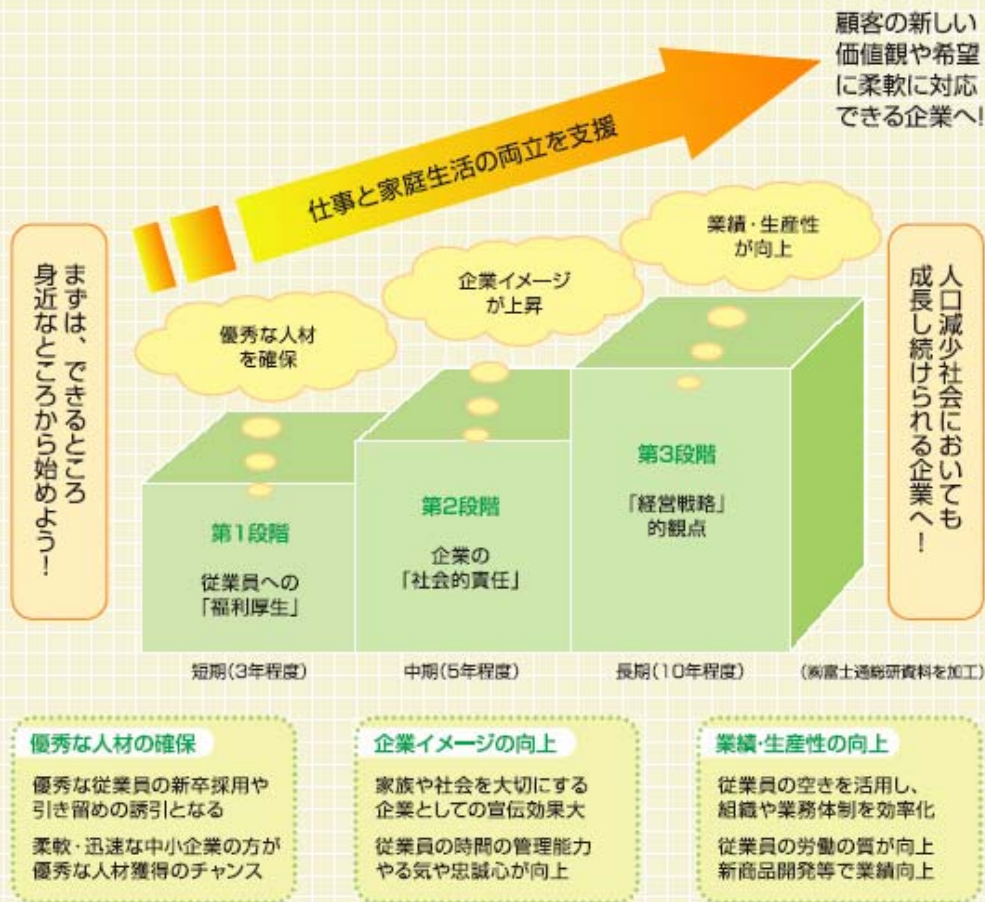 顧客の新しい
価値観や希望
に柔軟に対応
できる企業へ!
仕事と家庭生活の両立を支援
まずは、できるところ
身近なところから始めよう！
優秀な人材
を確保
企業イメージ
が上昇
業績・生産性
が向上
人口減少社会においても
成長し続けられる企業へ！
第1段階
従業員への
「福利厚生」
第2段階
企業の
「社会的責任」
第3段階
「経営戦略」
的観点
短期(3年程度)
中期(5年程度)
長期(10年程度)
(㈱富士通総研資料を加工)
優秀な人材の確保
優秀な従業員の新卒採用や
引き留めの誘引となる
柔軟・迅速な中小企業の方が
優秀な人材獲得のチャンス
企業イメージの向上
家族や社会を大切にする
企業としての宣伝効果大
従業員の時間の管理能力
やる気や忠誠心が向上
業績・生産性の向上
従業員の空きを活用し、
組織や業務体制を効率化
従業員の労働の質が向上
新商品開発等で業績向上